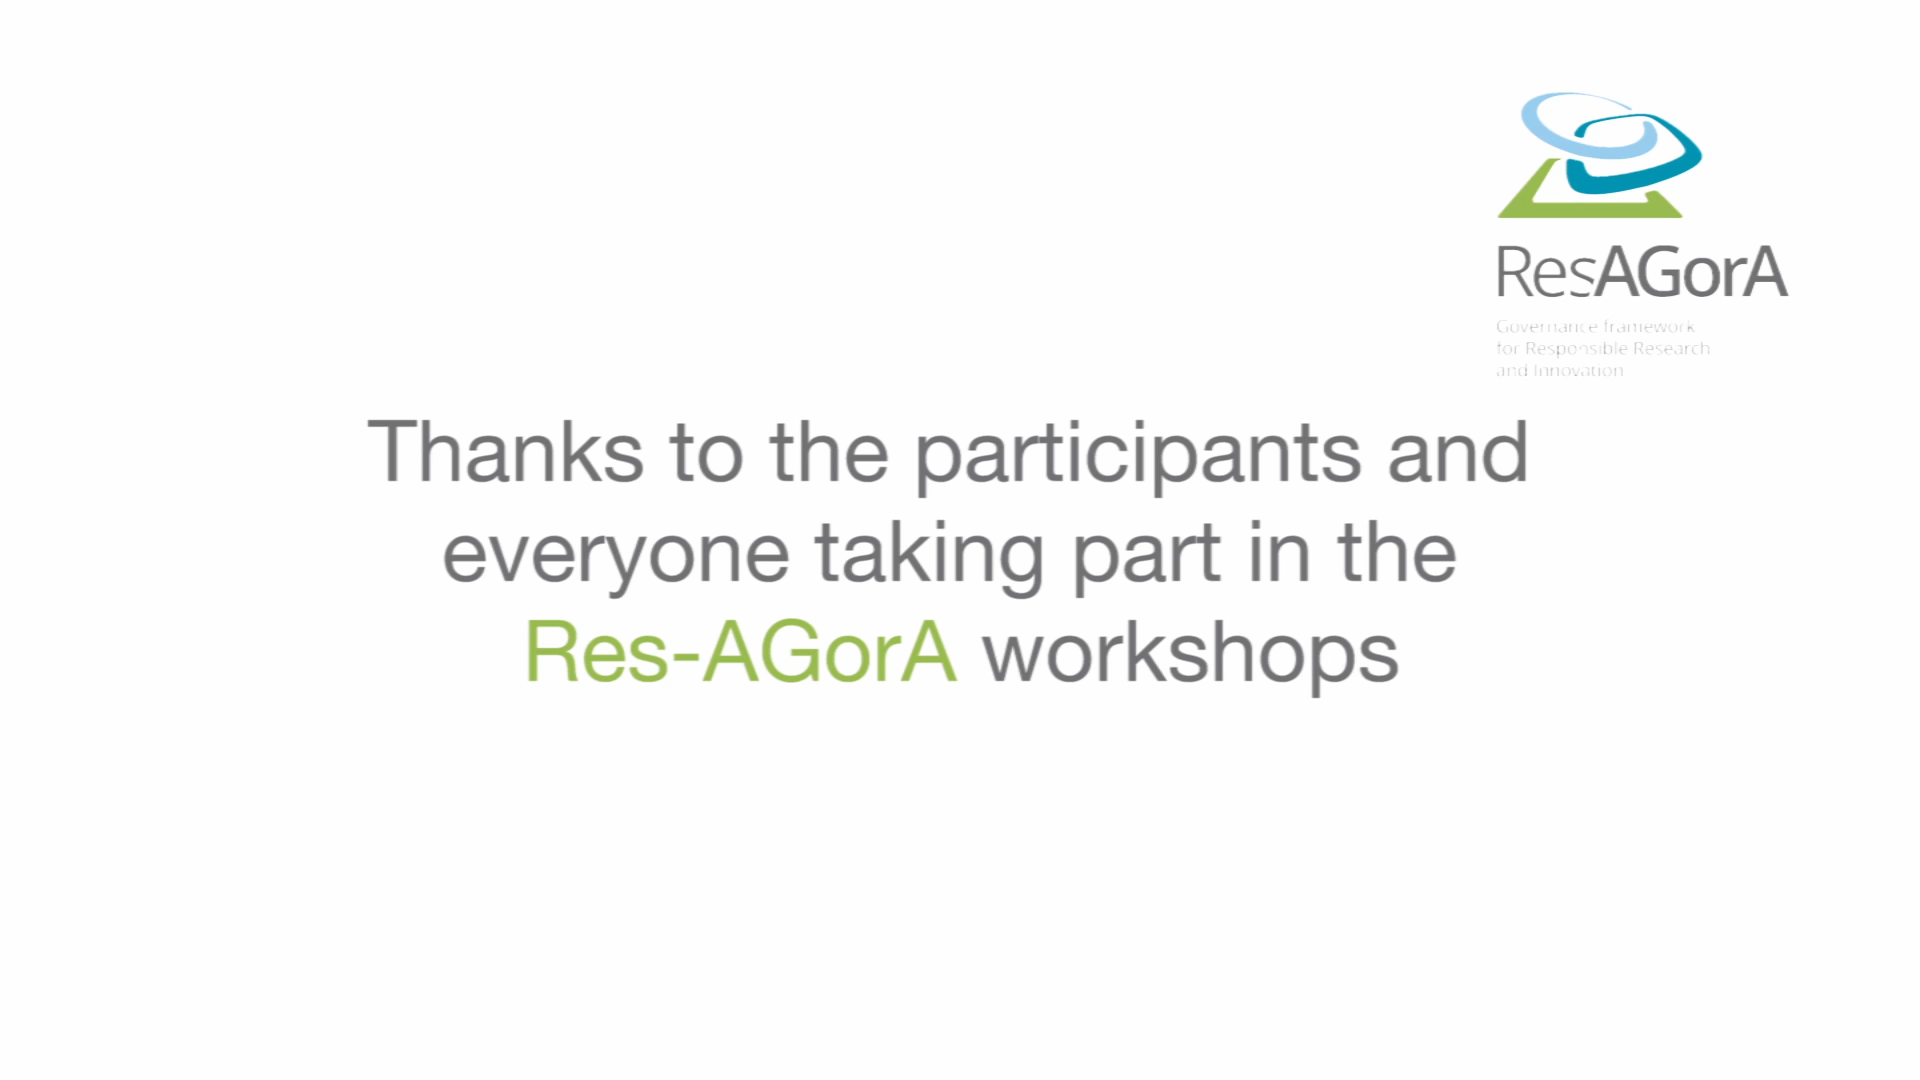 ResAGorA
Governance framework
for Responsible Research
and Innovation
Thanks to the participants and
everyone taking part in the
Res-AGorA workshops